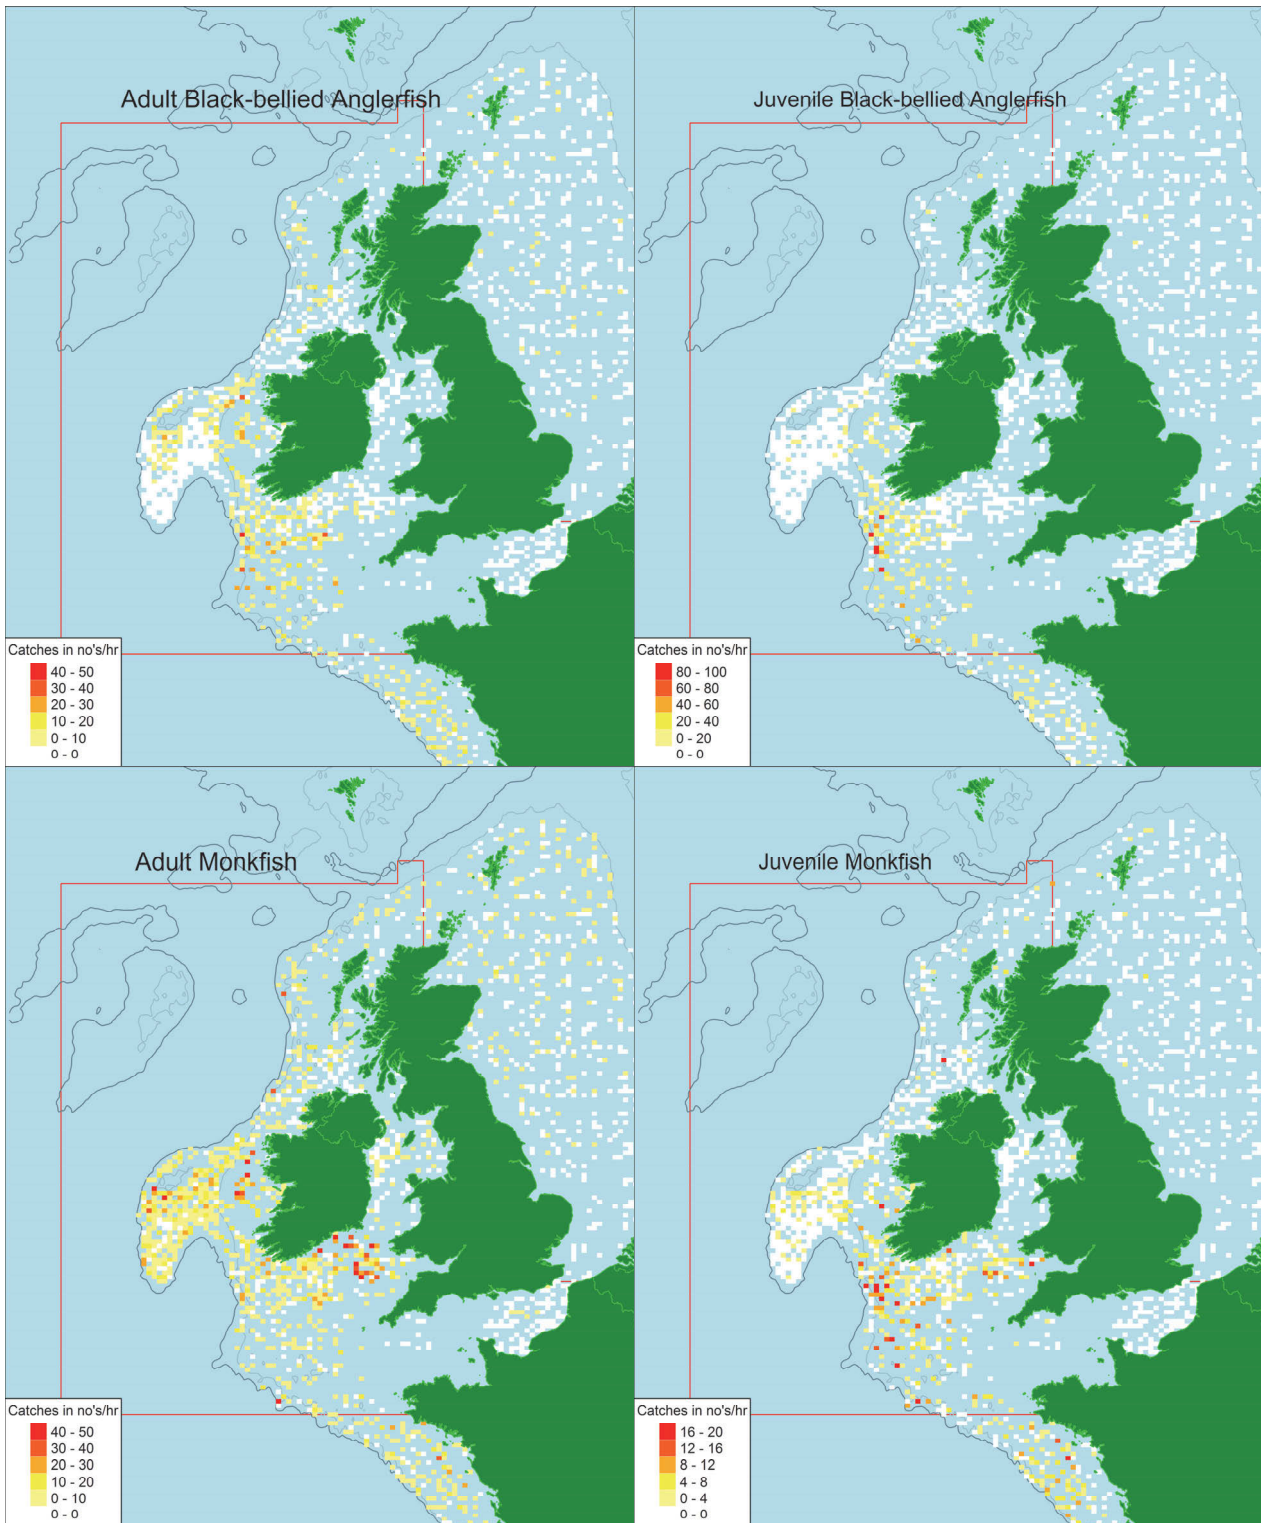 Adult Black-bellied Anglerfish
Catches in no's/hr
40 - 50
30 - 40
20 - 30
10 - 20
0 - 10
0 - 0
Juvenile Black-bellied Anglerfish
Catches in no's/hr
80 - 100
60 - 80
40 - 60
20 - 40
0 - 20
0 - 0
Adult Monkfish
Catches in no's/hr
40 - 50
30 - 40
20 - 30
10 - 20
0 - 10
0 - 0
Juvenile Monkfish
Catches in no's/hr
16 - 20
12 - 16
8 - 12
4 - 8
0 - 4
0 - 0